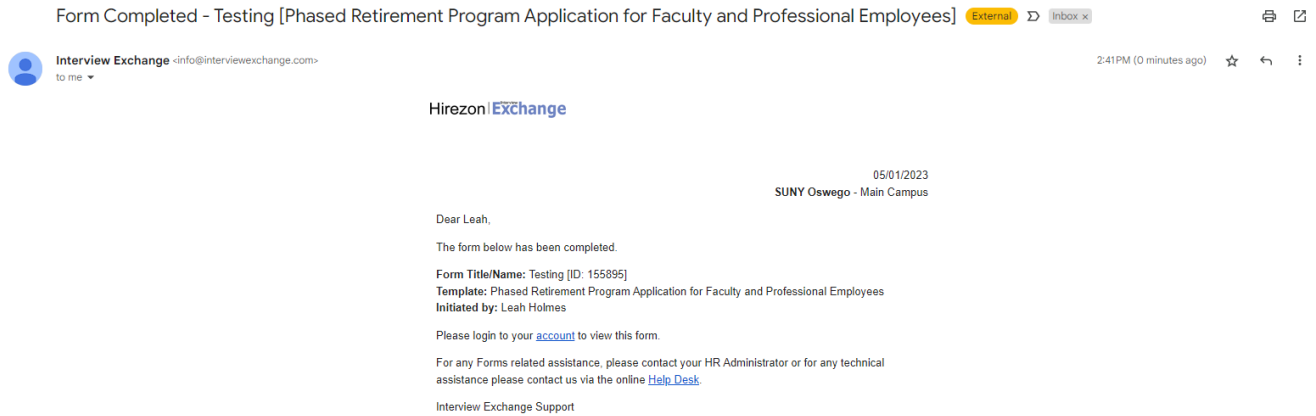 Form Completed - Testing [Phased Retirement Program Application for Faculty and Professional Employees] External Inbox x
Interview Exchange <info@interviewexchange.com> 2:41 PM (0 minutes ago)
to me
Hirezon Interview Exchange
05/01/2023
SUNY Oswego - Main Campus
Dear Leah,
The form below has been completed.
Form Title/Name: Testing [ID: 155895]
Template: Phased Retirement Program Application for Faculty and Professional Employees
Initiated by: Leah Holmes
Please login to your account to view this form.
For any Forms related assistance, please contact your HR Administrator or for any technical
assistance please contact us via the online Help Desk.
Interview Exchange Support